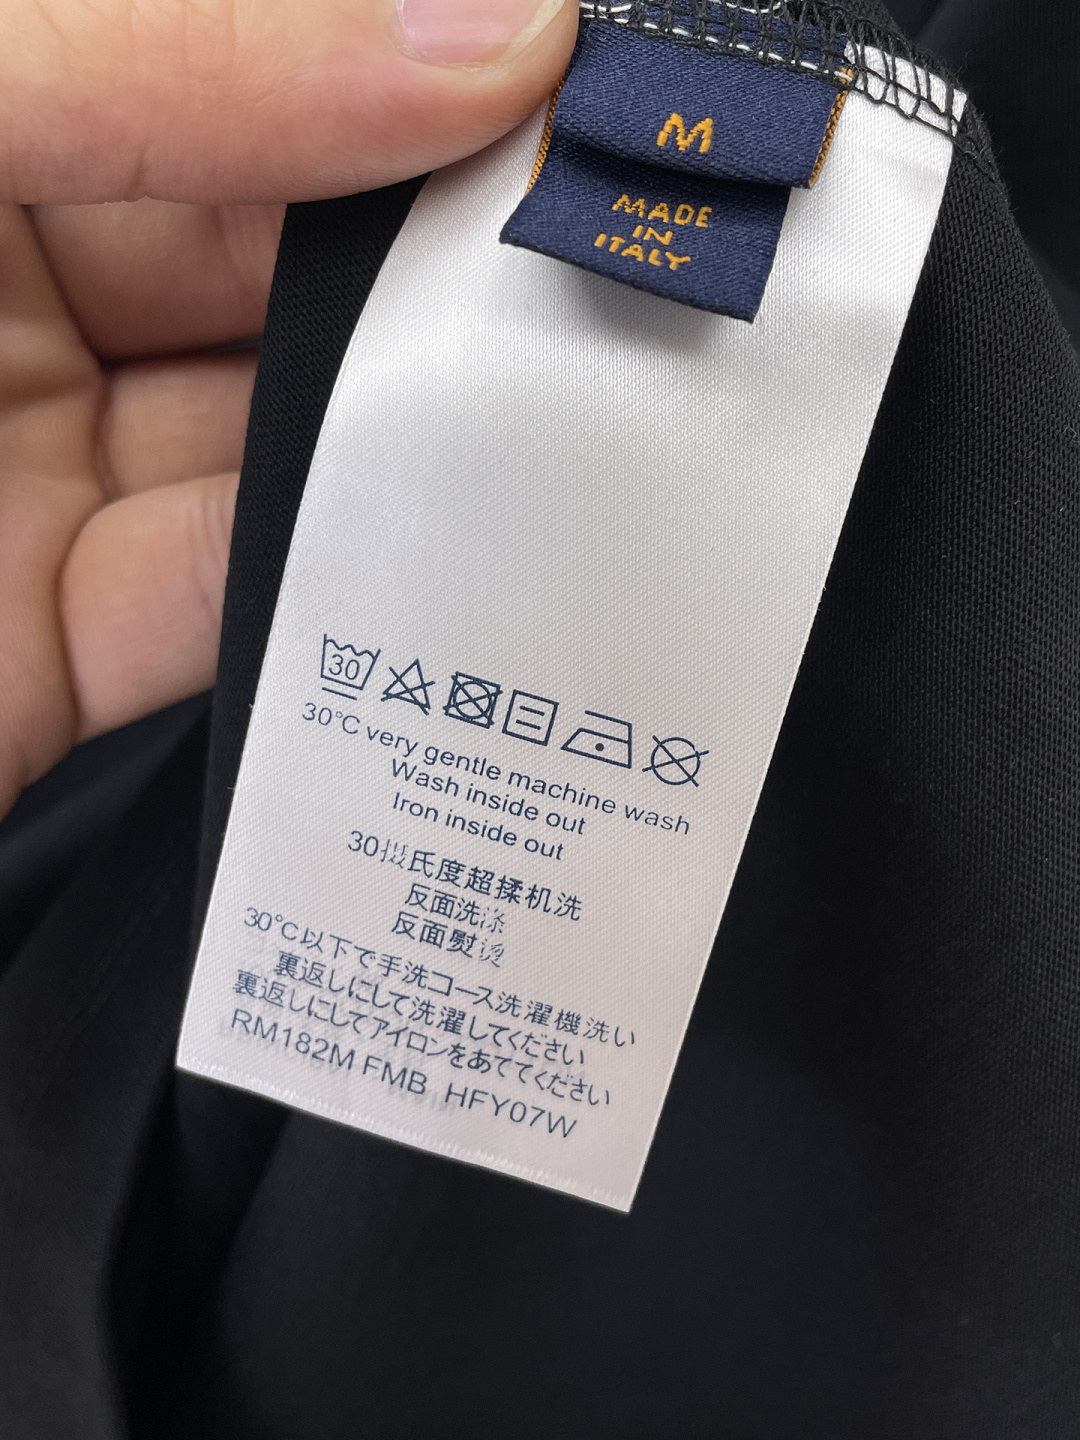 M
MADE
IN
ITALY
30
30°C very gentle machine wash
Wash inside out
Iron inside out
30摄氏度超揉机洗
反面洗涤
反面熨烫
30°C以下で手洗コース洗濯機洗い
裏返しにして洗濯してください
裏返しにしてアイロンをあててください
RM182M FMB HFY07W